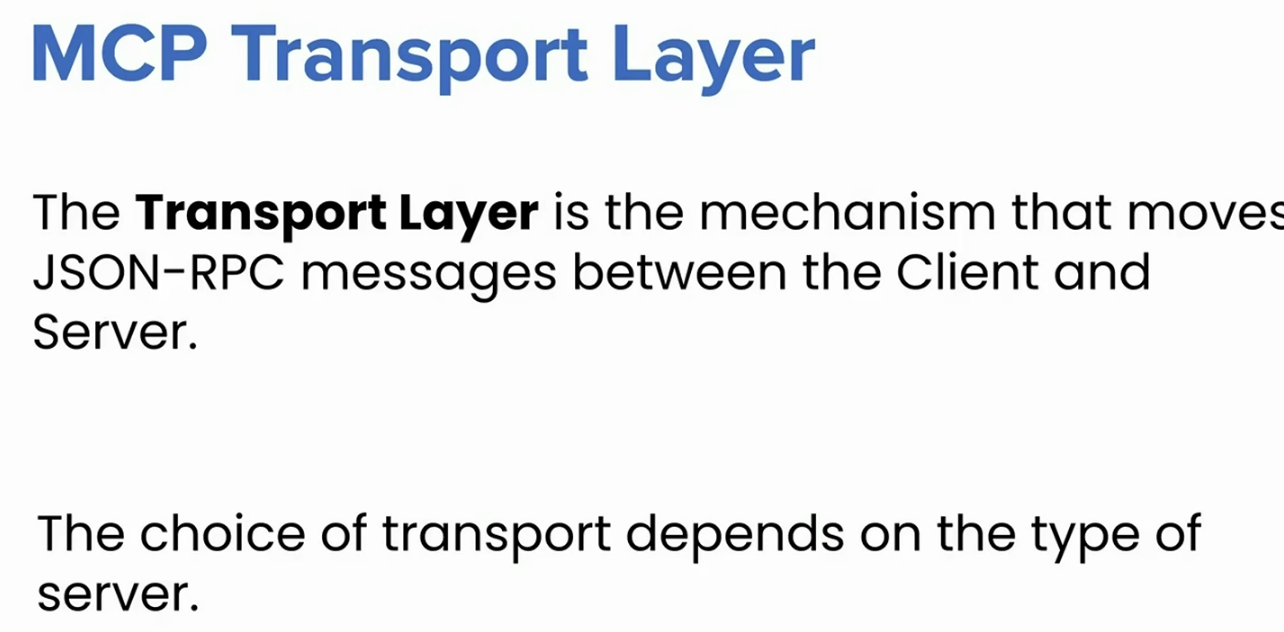 MCP Transport Layer
The Transport Layer is the mechanism that moves
JSON-RPC messages between the Client and
Server.
The choice of transport depends on the type of
server.